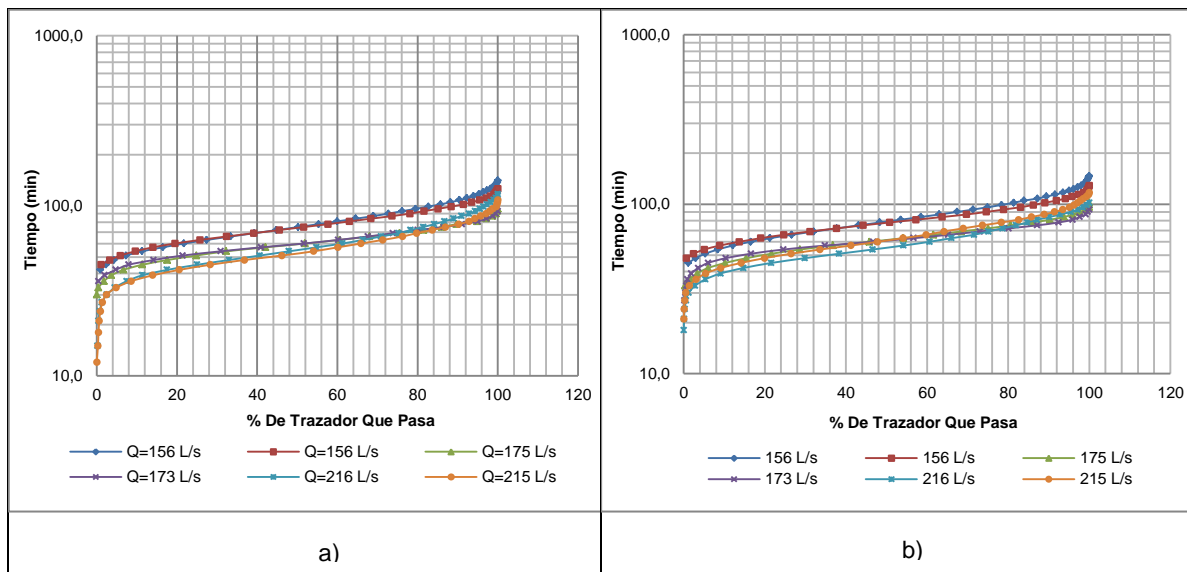 1000,0
100,0
10,0
Tiempo (min)
0 20 40 60 80 100 120
% De Trazador Que Pasa
Q=156 L/s Q=156 L/s Q=175 L/s
Q=173 L/s Q=216 L/s Q=215 L/s
a)
1000,0
100,0
10,0
Tiempo (min)
0 20 40 60 80 100 120
% De Trazador Que Pasa
156 L/s 156 L/s 175 L/s
173 L/s 216 L/s 215 L/s
b)